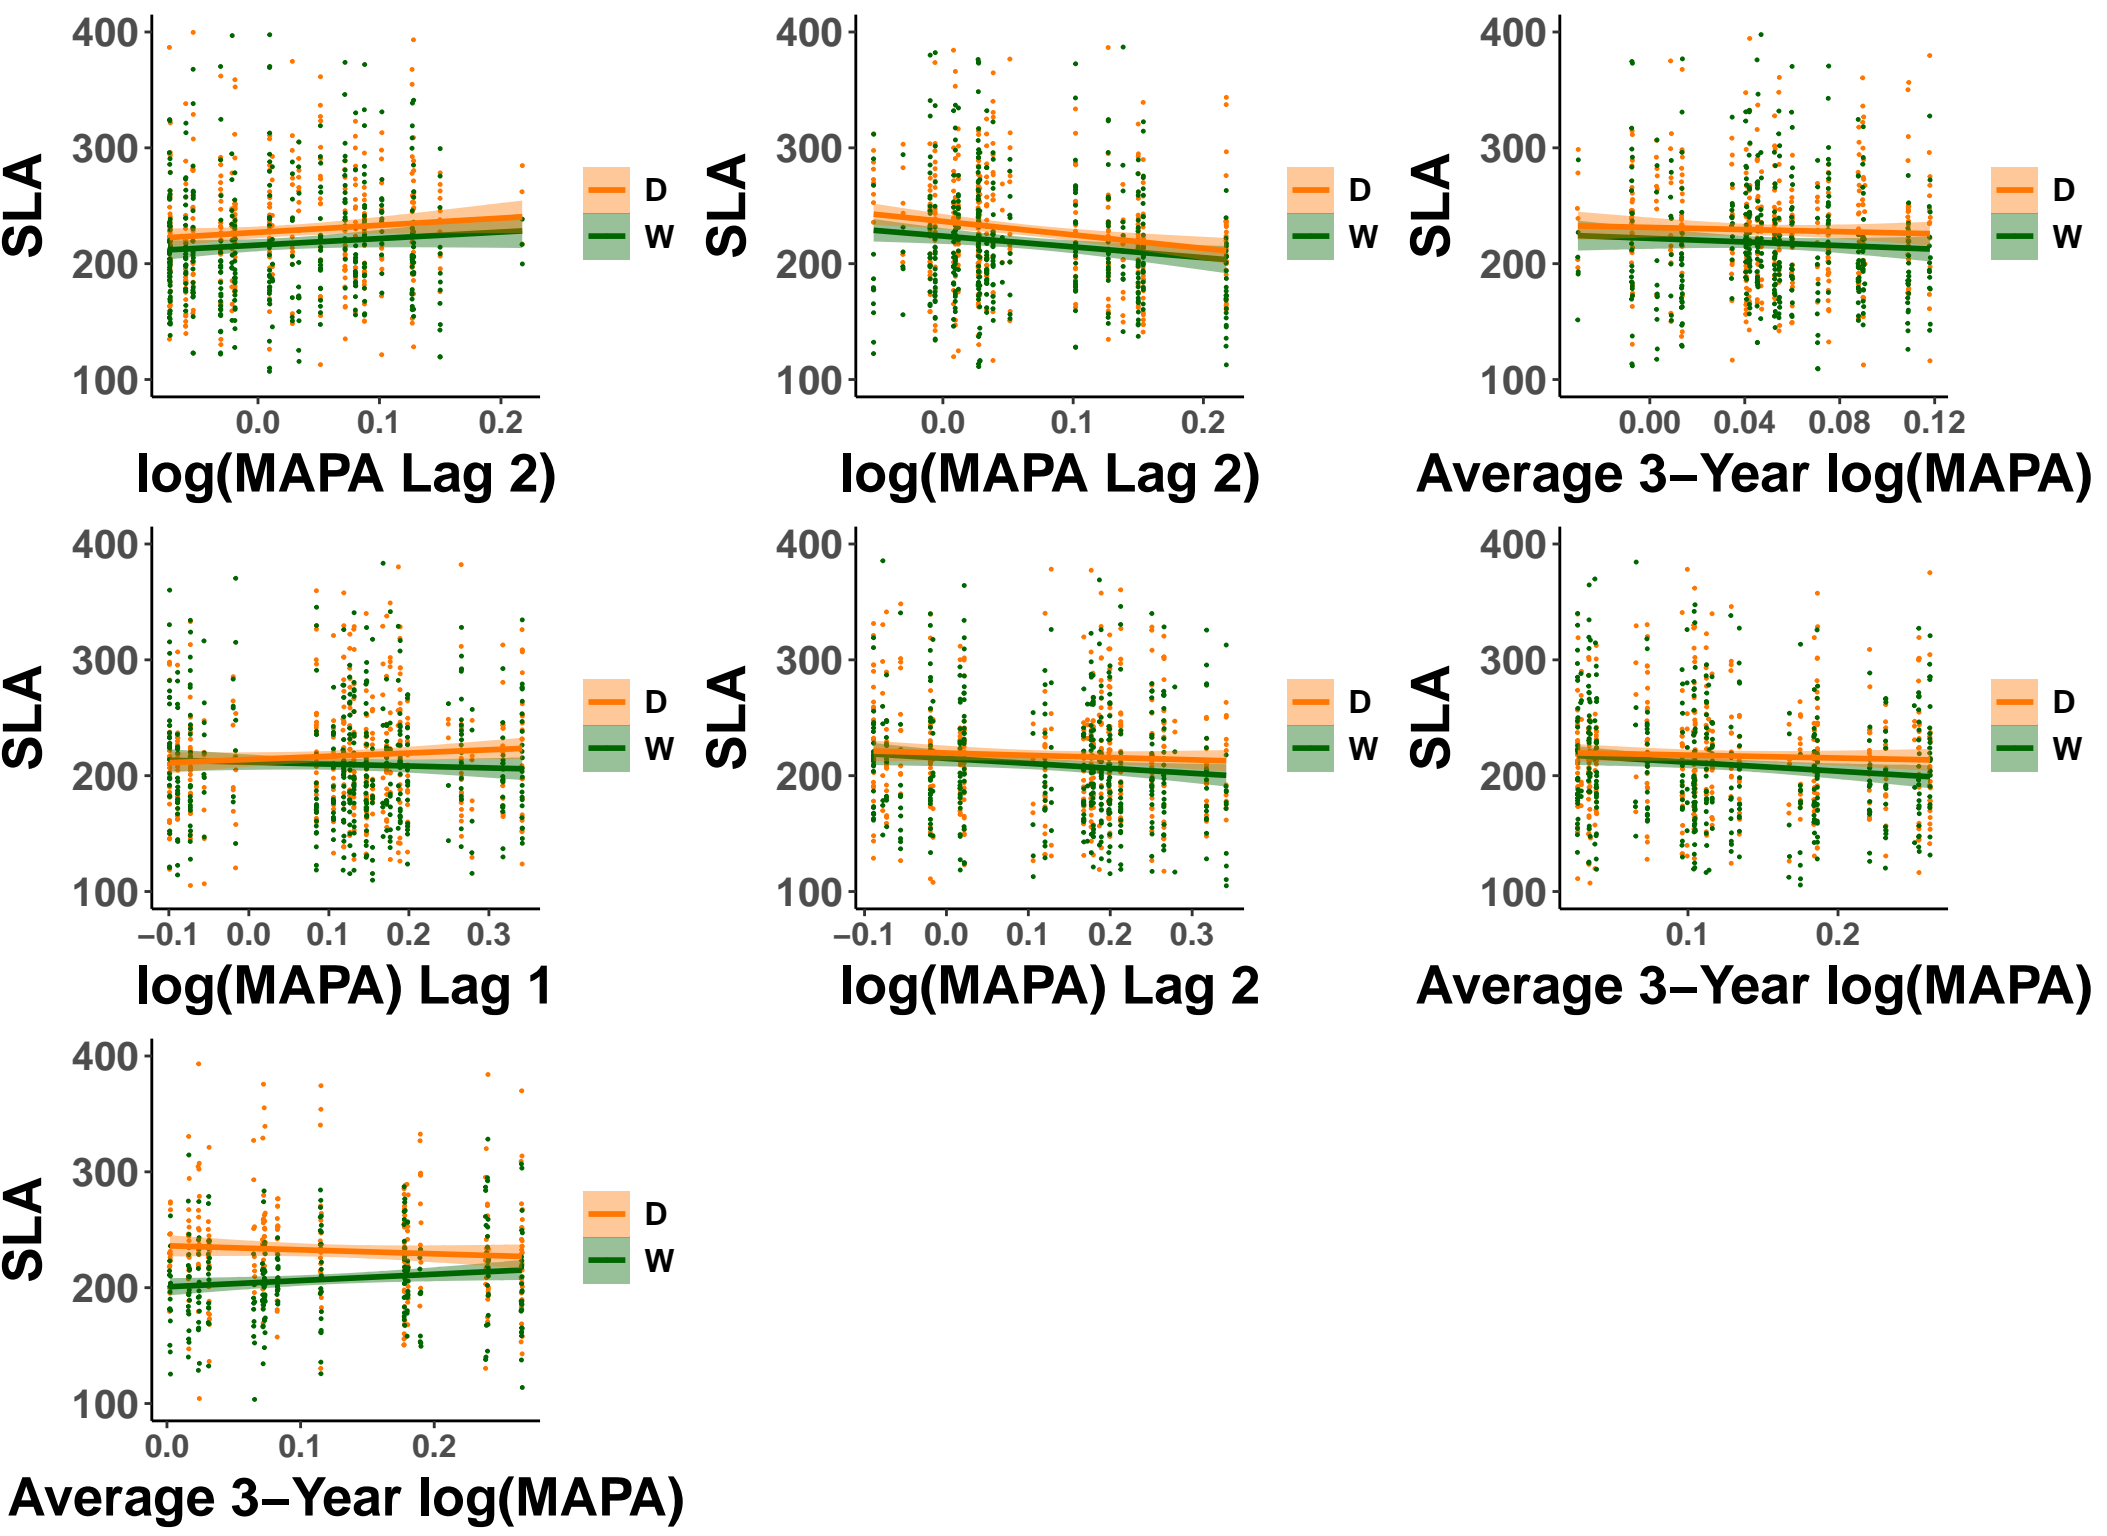 400
300
200
100
SLA
0.0 0.1 0.2
log(MAPA Lag 2)
D
W
400
300
200
100
SLA
0.0 0.1 0.2
log(MAPA Lag 2)
D
W
400
300
200
100
SLA
0.00 0.04 0.08 0.12
Average 3−Year log(MAPA)
D
W
400
300
200
100
SLA
−0.1 0.0 0.1 0.2 0.3
log(MAPA) Lag 1
D
W
400
300
200
100
SLA
−0.1 0.0 0.1 0.2 0.3
log(MAPA) Lag 2
D
W
400
300
200
100
SLA
0.1 0.2
Average 3−Year log(MAPA)
D
W
400
300
200
100
SLA
0.0 0.1 0.2
Average 3−Year log(MAPA)
D
W